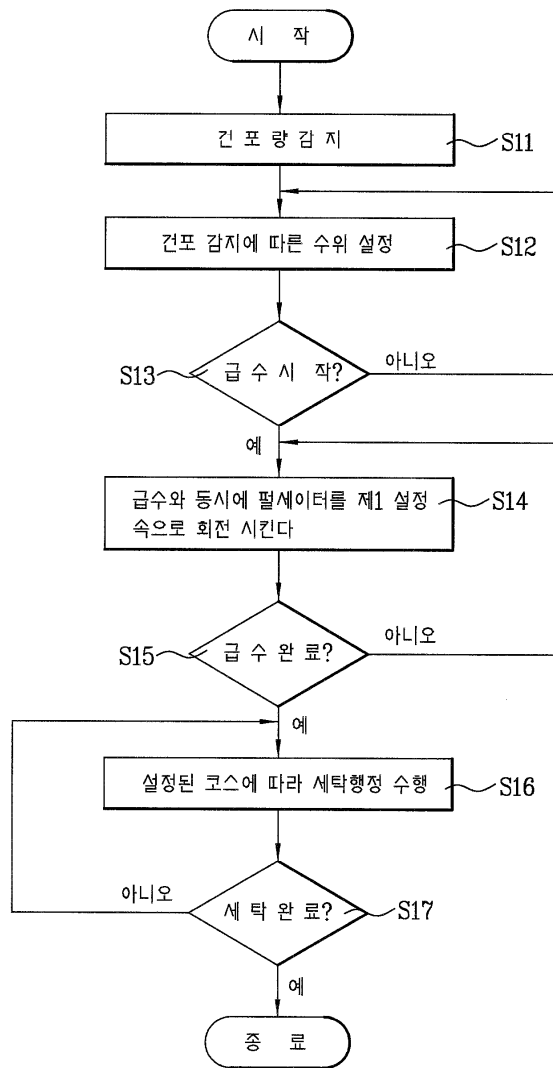 시 작
건 포 량 감 지
S11
건포 감지에 따른 수위 설정
S12
급 수 시 작?
S13
아니오
예
급수와 동시에 펄세이터를 제1 설정
속으로 회전 시킨다
S14
급 수 완 료?
S15
아니오
예
설정된 코스에 따라 세탁행정 수행
S16
세 탁 완 료?
S17
아니오
예
종 료